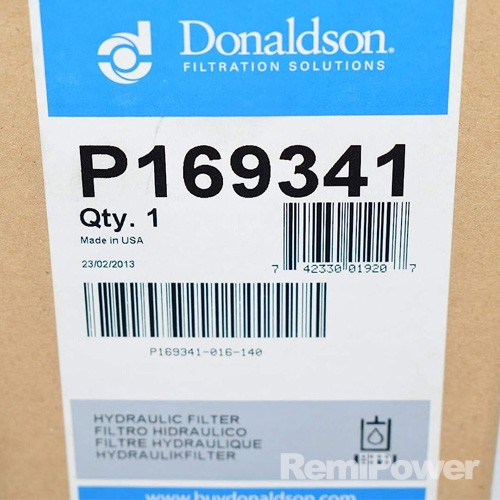 Donaldson.
FILTRATION SOLUTIONS
P169341
Qty. 1
Made in USA
23/02/2013
7 42330 01920 7
P169341-016-140
HYDRAULIC FILTER
FILTRO HIDRAULICO
FILTRE HYDRAULIQUE
HYDRAULIKFILTER
RemiPower
www.buydonaldson.com